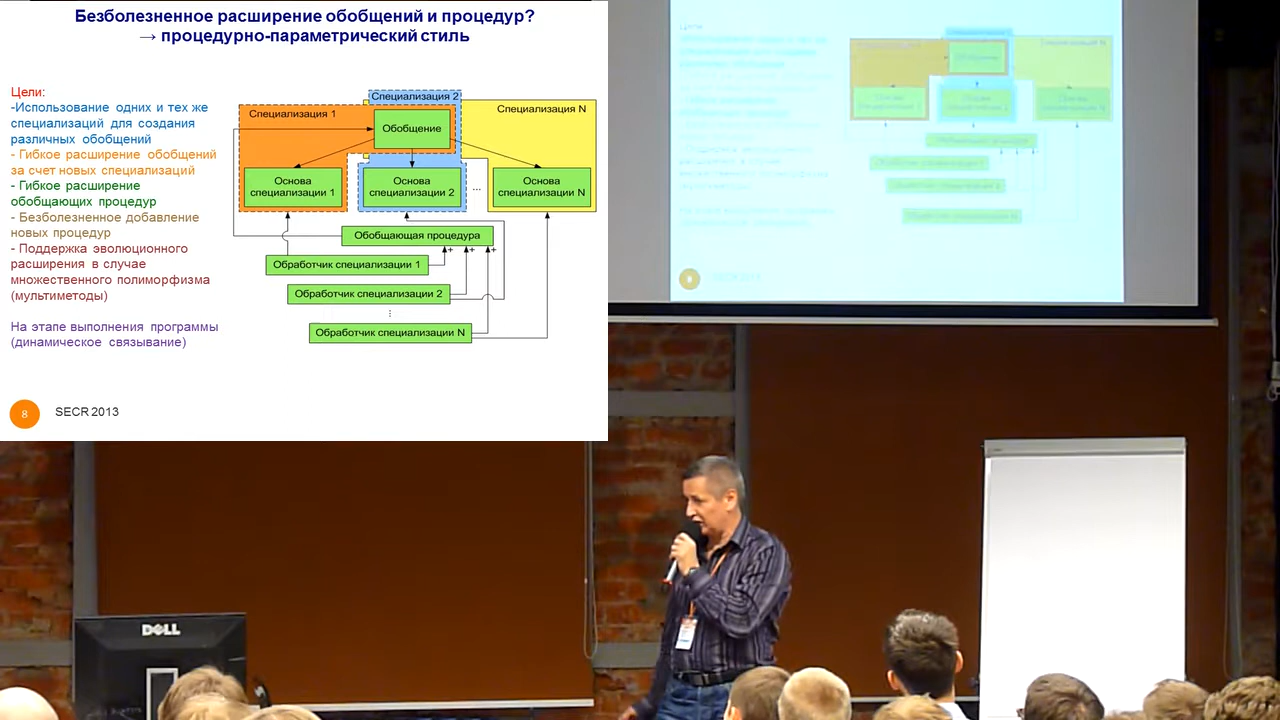 Безболезненное расширение обобщений и процедур?
→ процедурно-параметрический стиль
Цели:
-Использование одних и тех же
специализаций для создания
различных обобщений
- Гибкое расширение обобщений
за счет новых специализаций
- Гибкое расширение
обобщающих процедур
- Безболезненное добавление
новых процедур
- Поддержка эволюционного
расширения в случае
множественного полиморфизма
(мультиметоды)
На этапе выполнения программы
(динамическое связывание)
Специализация 1
Специализация 2
Специализация N
Обобщение
Основа
специализации 1
Основа
специализации 2
...
Основа
специализации N
Обобщающая процедура
+
+
+
Обработчик специализации 1
Обработчик специализации 2
...
Обработчик специализации N
8
SECR 2013
DELL